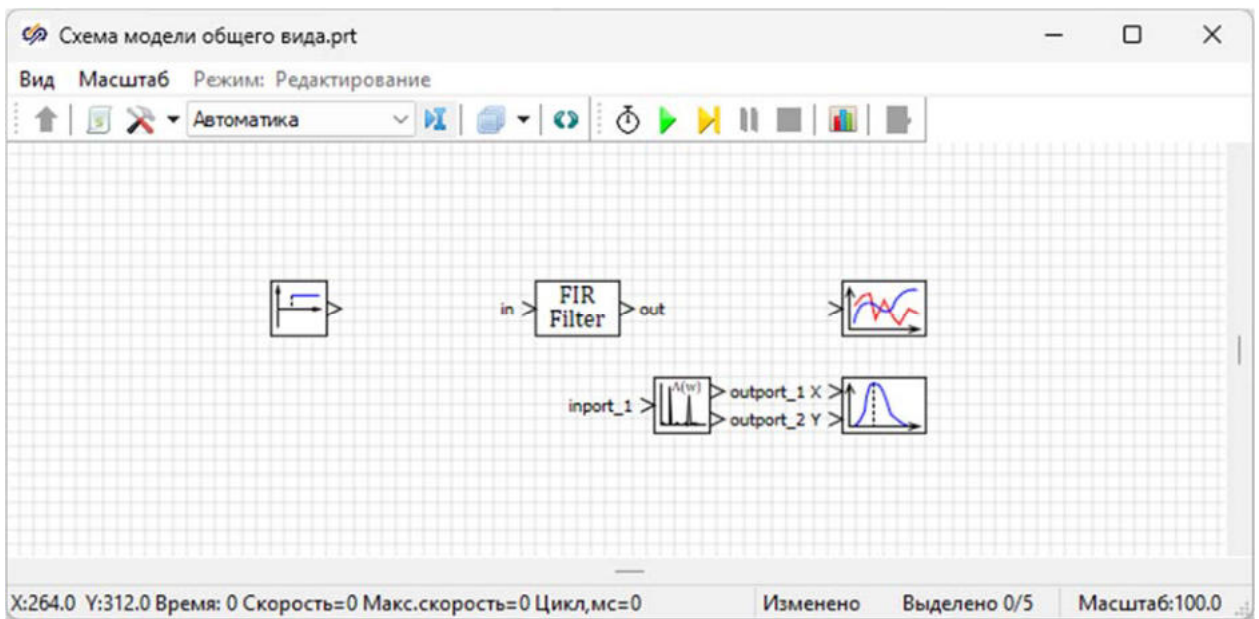 Схема модели общего вида.prt
Вид Масштаб Режим: Редактирование
Автоматика
in FIR Filter out
A(w)
inport_1 outport_1 X
outport_2 Y
X:264.0 Y:312.0 Время: 0 Скорость=0 Макс.скорость=0 Цикл,мс=0 Изменено Выделено 0/5 Масштаб:100.0